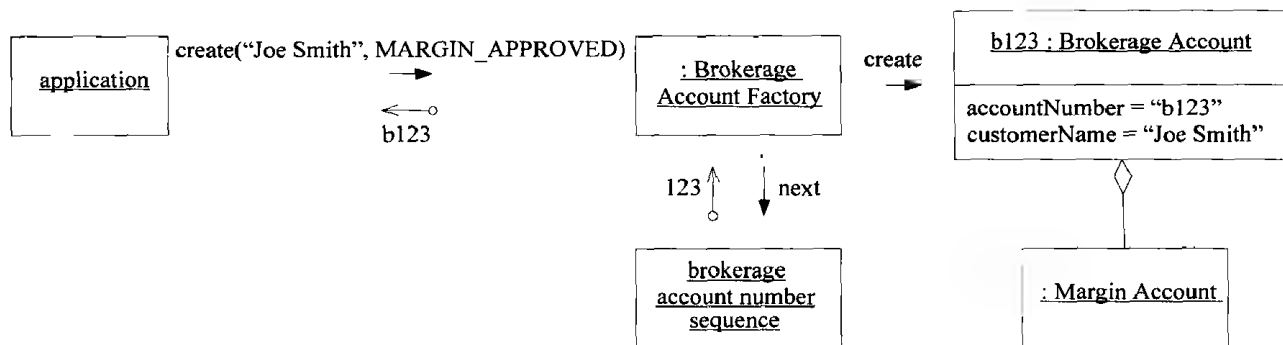 application
create(“Joe Smith”, MARGIN_APPROVED)
b123
: Brokerage
Account Factory
create
b123 : Brokerage Account
accountNumber = “b123”
customerName = “Joe Smith”
123
next
brokerage
account number
sequence
: Margin Account